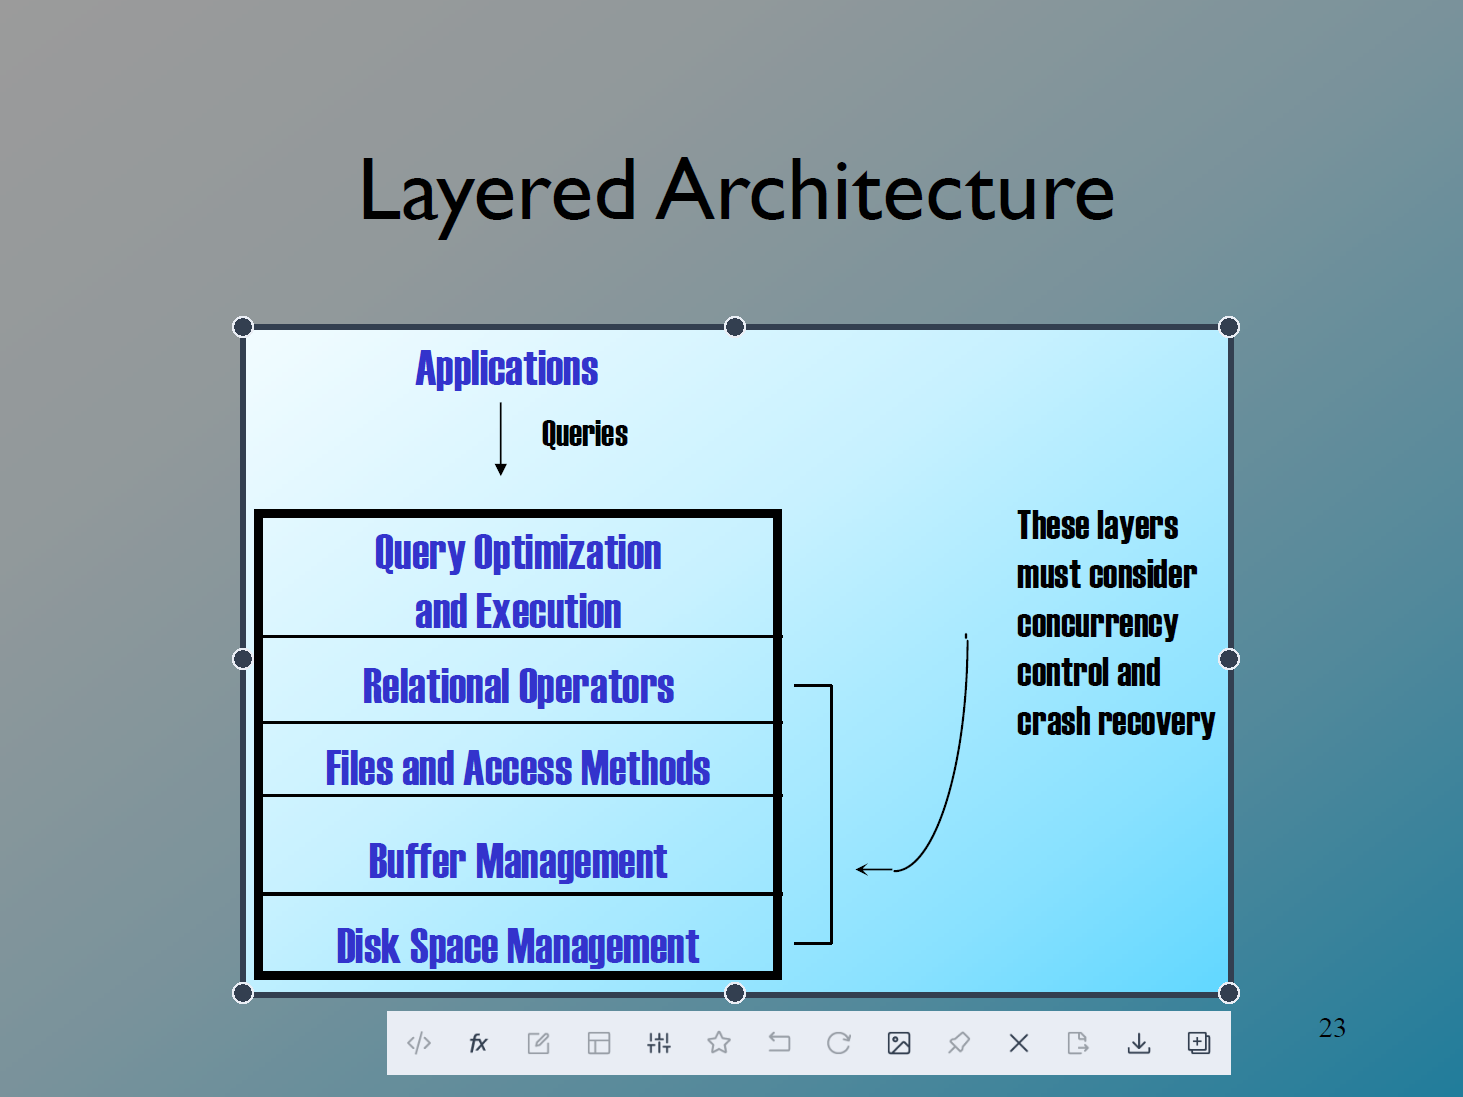 Layered Architecture
Applications
Queries
Query Optimization
and Execution
Relational Operators
Files and Access Methods
Buffer Management
Disk Space Management
These layers
must consider
concurrency
control and
crash recovery
fx
23